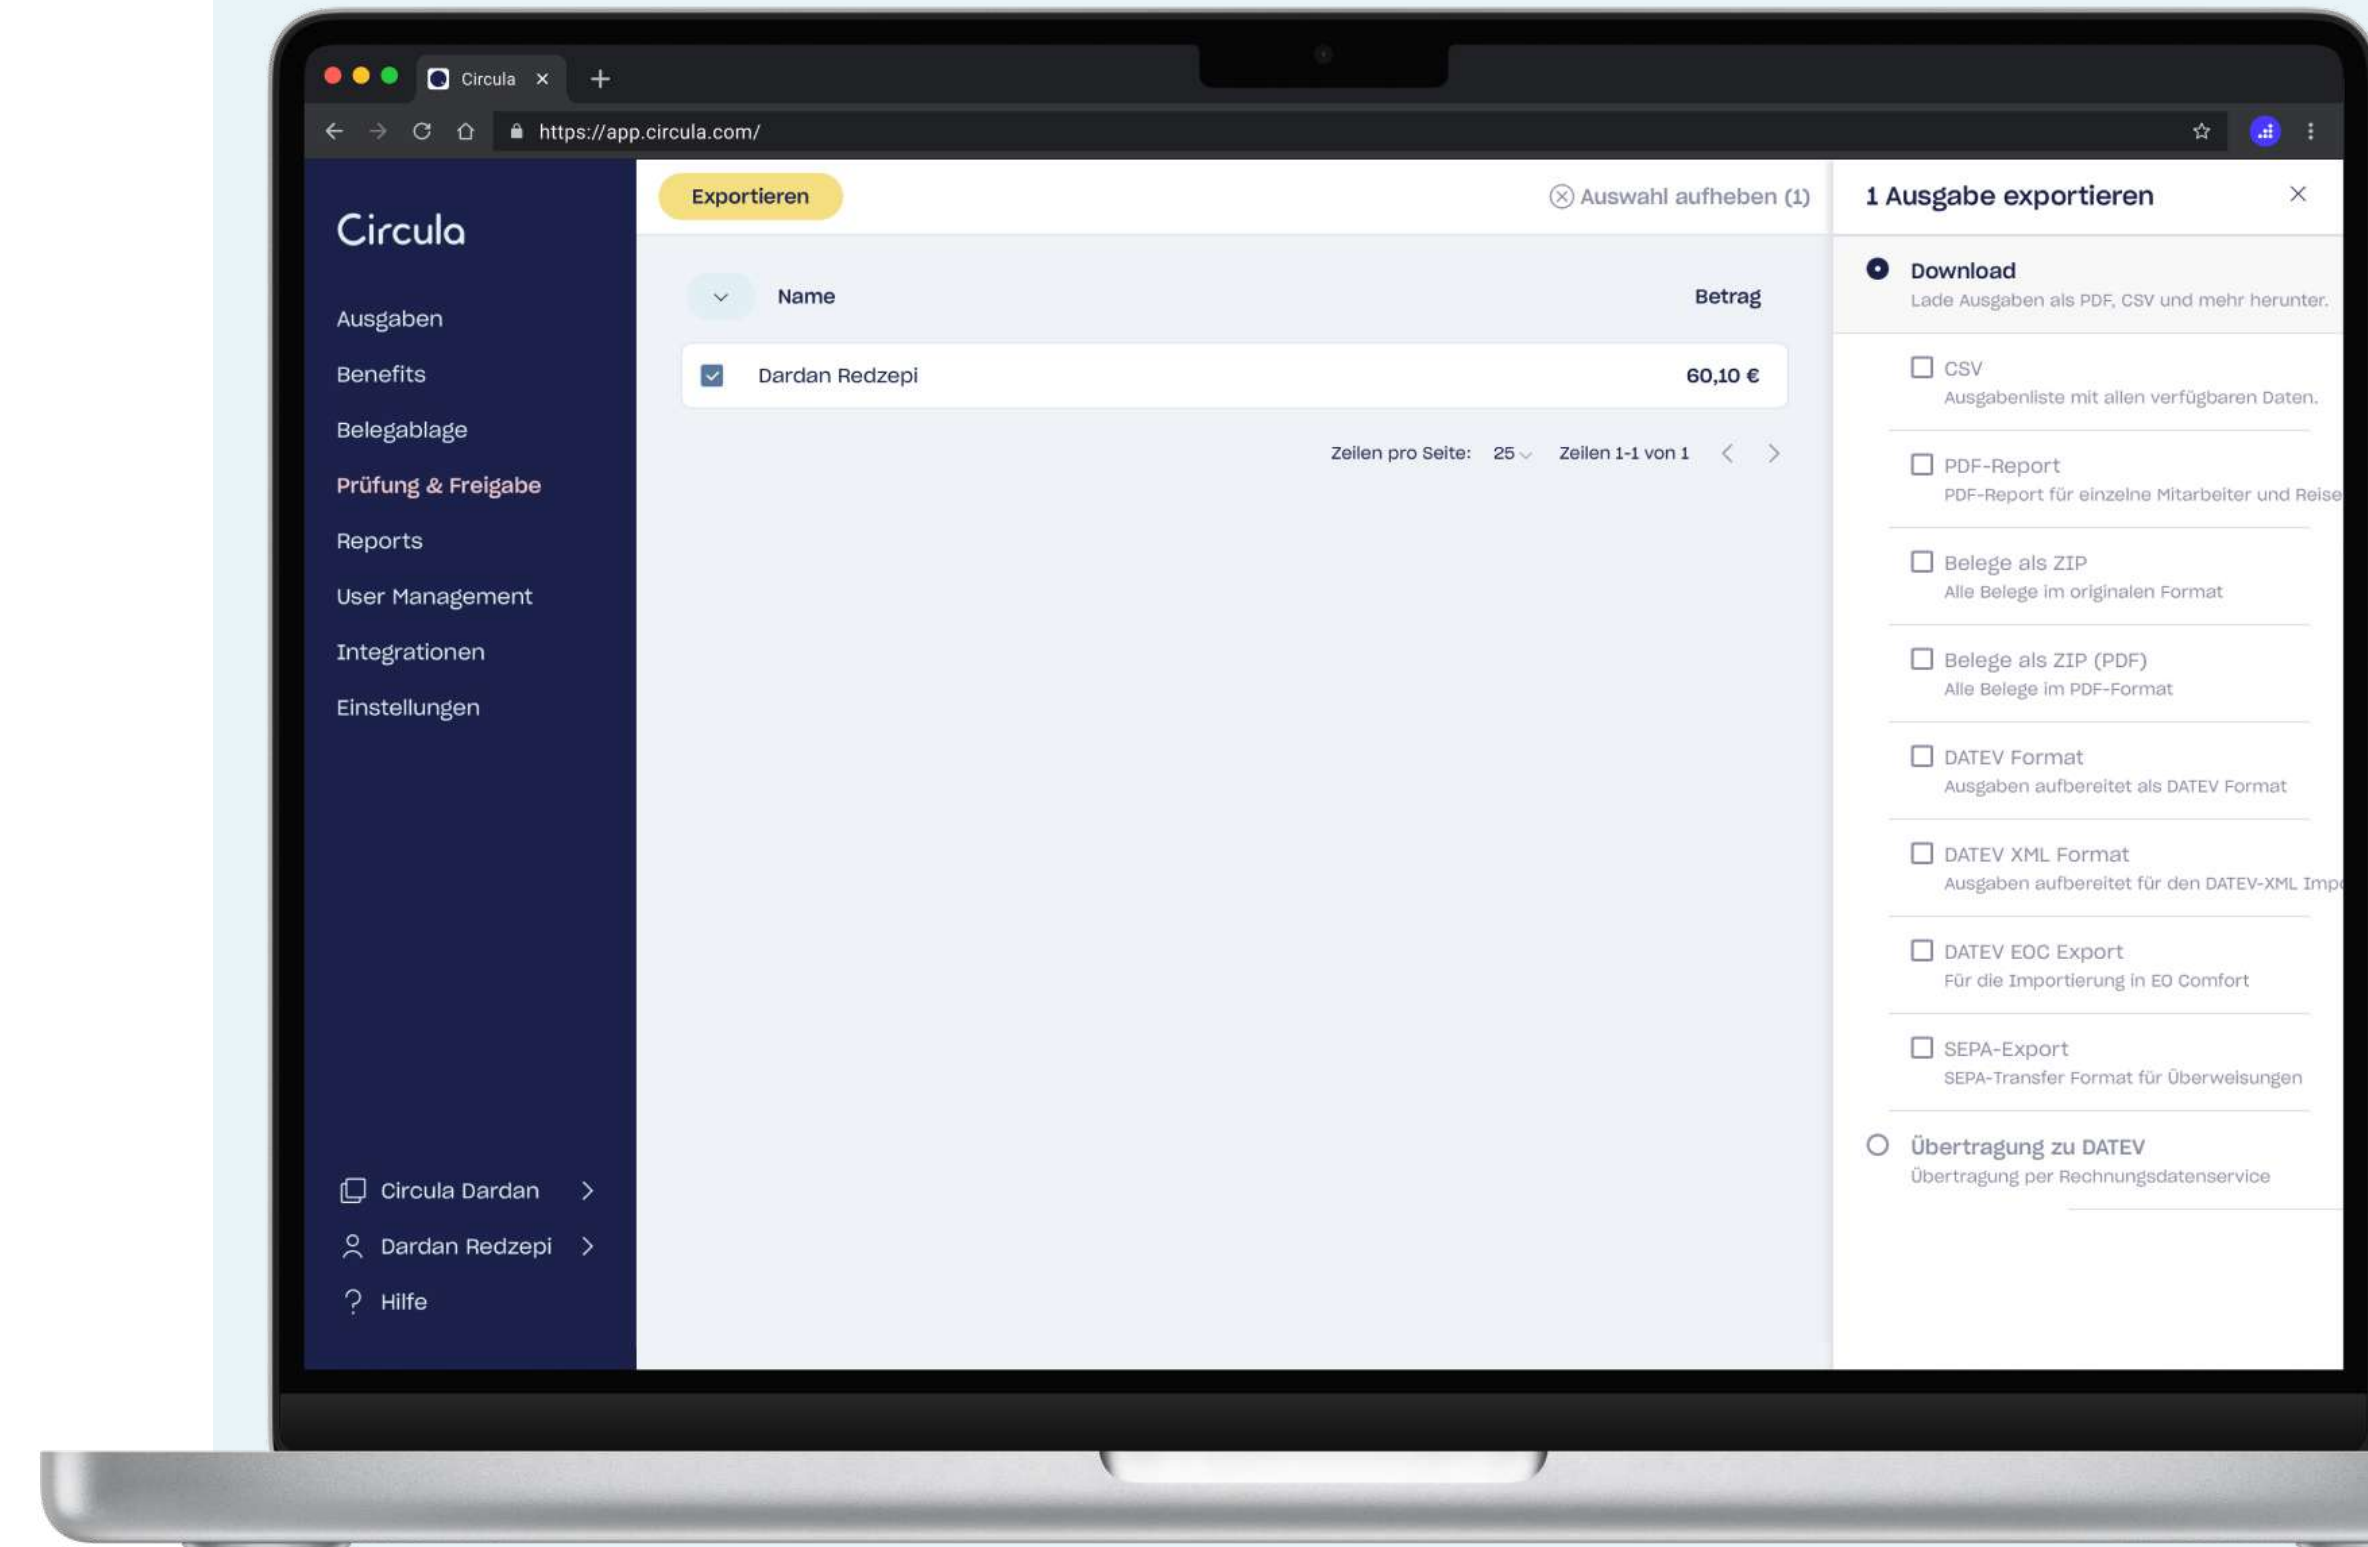 Circula
https://app.circula.com/
Circula
Ausgaben
Benefits
Belegablage
Prüfung & Freigabe
Reports
User Management
Integrationen
Einstellungen
Circula Dardan
Dardan Redzepi
Hilfe
Exportieren
Auswahl aufheben (1)
Name Betrag
Dardan Redzepi 60,10 €
Zeilen pro Seite: 25 Zeilen 1-1 von 1
1 Ausgabe exportieren
Download
Lade Ausgaben als PDF, CSV und mehr herunter.
CSV
Ausgabenliste mit allen verfügbaren Daten.
PDF-Report
PDF-Report für einzelne Mitarbeiter und Reise
Belege als ZIP
Alle Belege im originalen Format
Belege als ZIP (PDF)
Alle Belege im PDF-Format
DATEV Format
Ausgaben aufbereitet als DATEV Format
DATEV XML Format
Ausgaben aufbereitet für den DATEV-XML
DATEV EOC Export
Für die Importierung in EO Comfort
SEPA-Export
SEPA-Transfer Format für Überweisungen
Übertragung zu DATEV
Übertragung per Rechnungsdatenservice